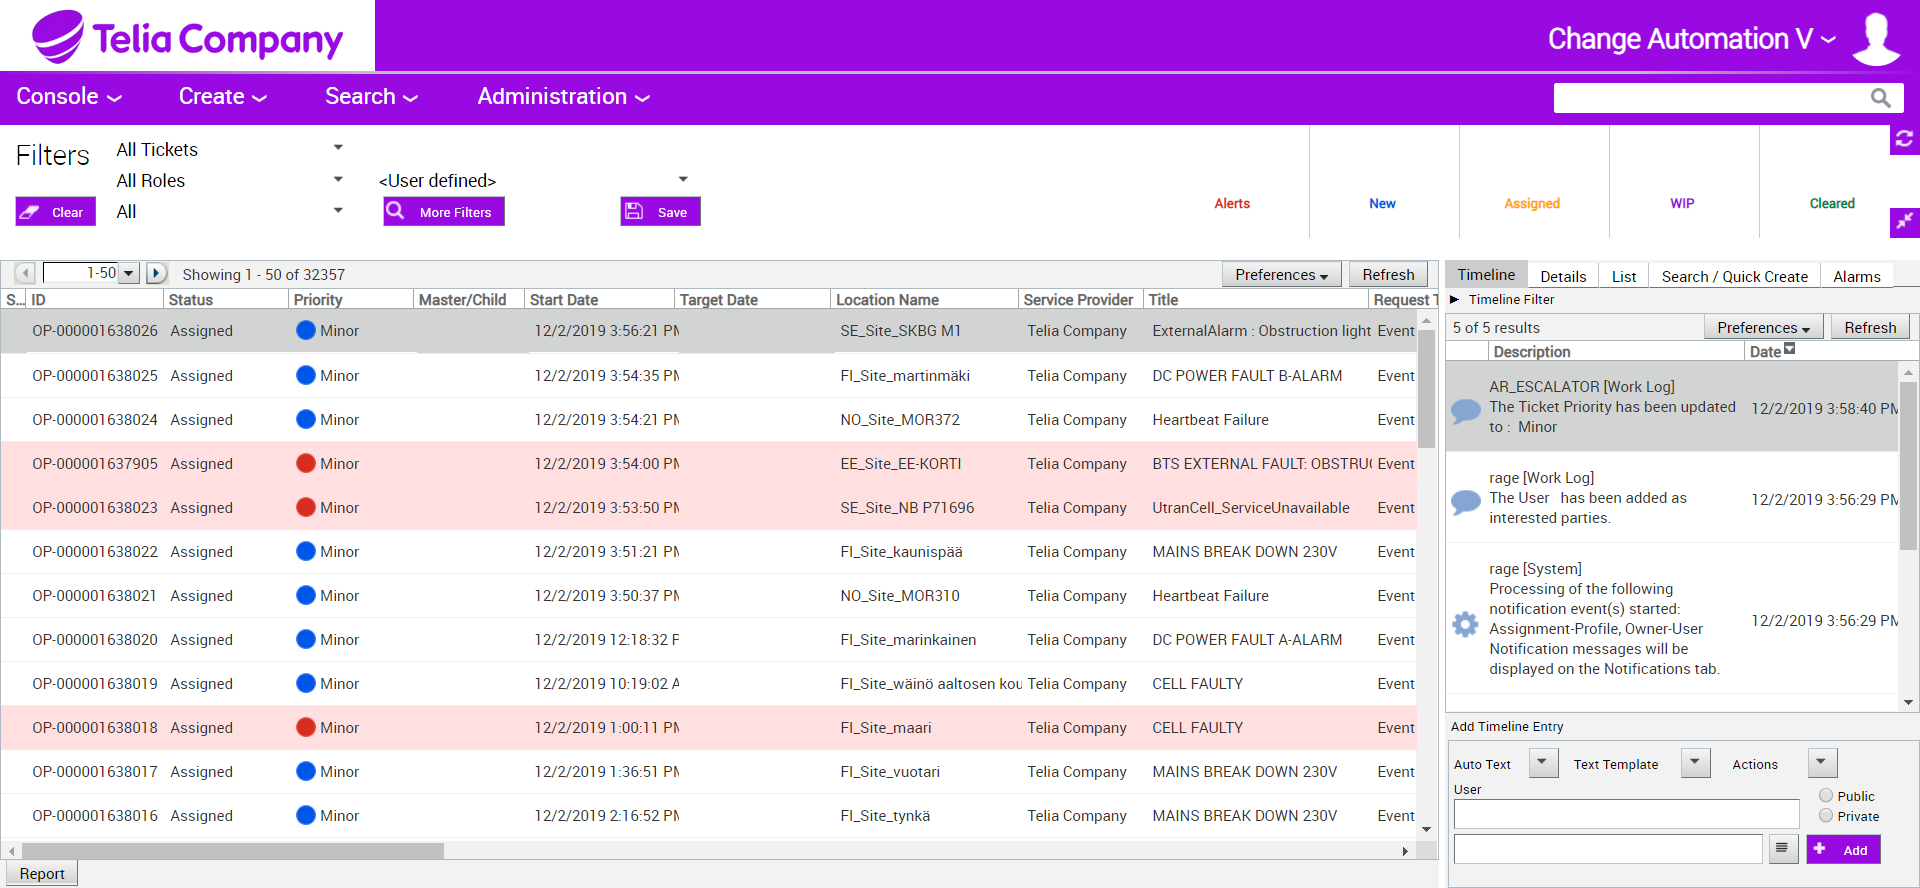 Telia Company
Change Automation V
Console
Create
Search
Administration
Filters
All Tickets
All Roles
<User defined>
Clear
All
More Filters
Save
Alerts
New
Assigned
WIP
Cleared
1-50
Showing 1 - 50 of 32357
Preferences
Refresh
S... ID Status Priority Master/Child Start Date Target Date Location Name Service Provider Title Request T
OP-000001638026 Assigned Minor 12/2/2019 3:56:21 PM SE_Site_SKBG M1 Telia Company ExternalAlarm : Obstruction light Event
OP-000001638025 Assigned Minor 12/2/2019 3:54:35 PM FI_Site_martinmäki Telia Company DC POWER FAULT B-ALARM Event
OP-000001638024 Assigned Minor 12/2/2019 3:54:21 PM NO_Site_MOR372 Telia Company Heartbeat Failure Event
OP-000001637905 Assigned Minor 12/2/2019 3:54:00 PM EE_Site_EE-KORTI Telia Company BTS EXTERNAL FAULT: OBSTRUC Event
OP-000001638023 Assigned Minor 12/2/2019 3:53:50 PM SE_Site_NB P71696 Telia Company UtranCell_ServiceUnavailable Event
OP-000001638022 Assigned Minor 12/2/2019 3:51:21 PM FI_Site_kaunispää Telia Company MAINS BREAK DOWN 230V Event
OP-000001638021 Assigned Minor 12/2/2019 3:50:37 PM NO_Site_MOR310 Telia Company Heartbeat Failure Event
OP-000001638020 Assigned Minor 12/2/2019 12:18:32 P FI_Site_marinkainen Telia Company DC POWER FAULT A-ALARM Event
OP-000001638019 Assigned Minor 12/2/2019 10:19:02 A FI_Site_wäinö aaltosen kou Telia Company CELL FAULTY Event
OP-000001638018 Assigned Minor 12/2/2019 1:00:11 PM FI_Site_maari Telia Company CELL FAULTY Event
OP-000001638017 Assigned Minor 12/2/2019 1:36:51 PM FI_Site_vuotari Telia Company MAINS BREAK DOWN 230V Event
OP-000001638016 Assigned Minor 12/2/2019 2:16:52 PM FI_Site_tynkä Telia Company MAINS BREAK DOWN 230V Event
Report
Timeline Details List Search / Quick Create Alarms
Timeline Filter
5 of 5 results
Preferences
Refresh
Description Date
AR_ESCALATOR [Work Log]
The Ticket Priority has been updated
to : Minor
12/2/2019 3:58:40 PM
rage [Work Log]
The User has been added as
interested parties.
12/2/2019 3:56:29 PM
rage [System]
Processing of the following
notification event(s) started:
Assignment-Profile, Owner-User
Notification messages will be
displayed on the Notifications tab.
12/2/2019 3:56:29 PM
Add Timeline Entry
Auto Text
Text Template
Actions
User
Public
Private
Add